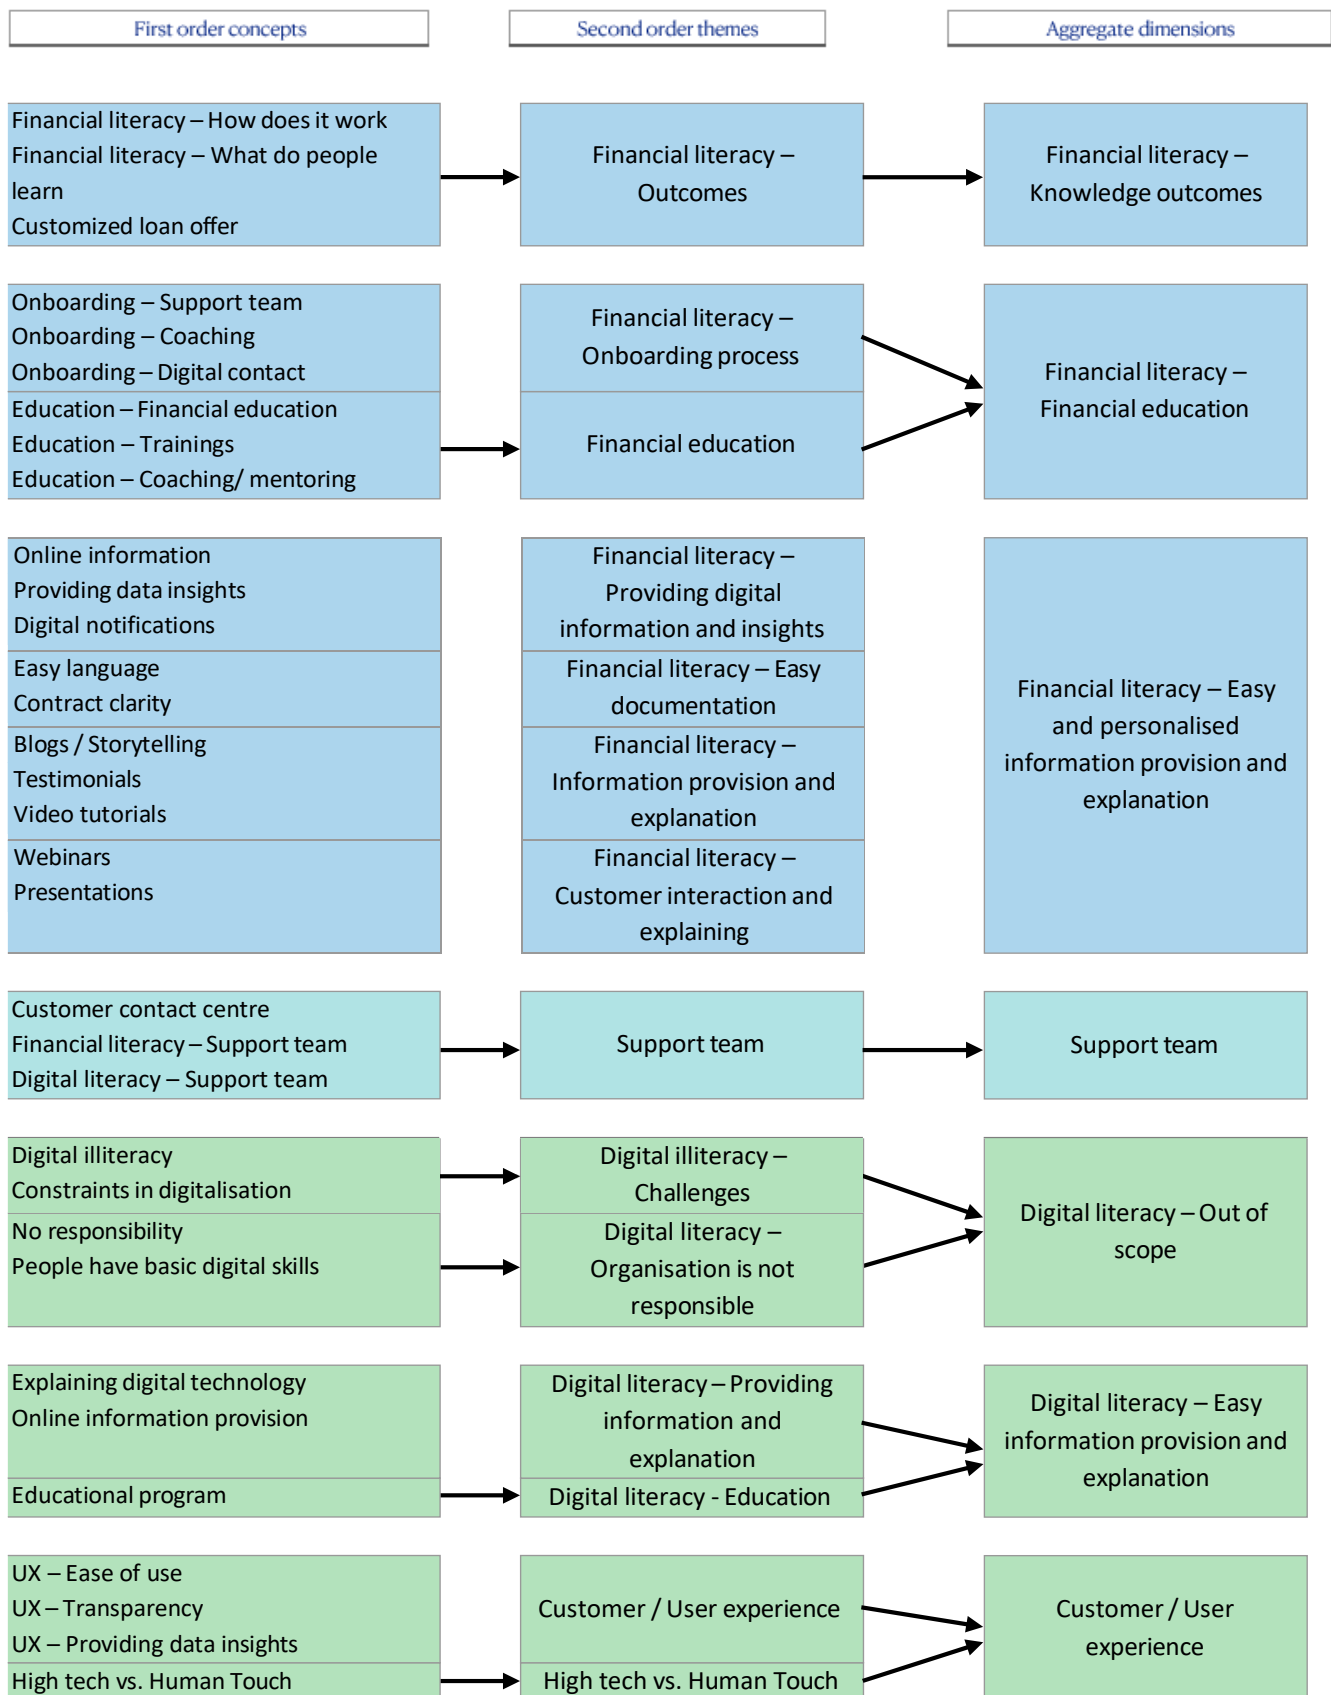 First order concepts
Second order themes
Aggregate dimensions
Financial literacy – How does it work
Financial literacy – What do people
learn
Customized loan offer
Financial literacy –
Outcomes
Financial literacy –
Knowledge outcomes
Onboarding – Support team
Onboarding – Coaching
Onboarding – Digital contact
Financial literacy –
Onboarding process
Education – Financial education
Education – Trainings
Education – Coaching/ mentoring
Financial education
Financial literacy –
Financial education
Online information
Providing data insights
Digital notifications
Financial literacy –
Providing digital
information and insights
Easy language
Contract clarity
Financial literacy – Easy
documentation
Blogs / Storytelling
Testimonials
Video tutorials
Financial literacy –
Information provision and
explanation
Webinars
Presentations
Financial literacy –
Customer interaction and
explaining
Financial literacy – Easy
and personalised
information provision and
explanation
Customer contact centre
Financial literacy – Support team
Digital literacy – Support team
Support team
Support team
Digital illiteracy
Constraints in digitalisation
Digital illiteracy –
Challenges
No responsibility
People have basic digital skills
Digital literacy –
Organisation is not
responsible
Digital literacy – Out of
scope
Explaining digital technology
Online information provision
Digital literacy – Providing
information and
explanation
Educational program
Digital literacy - Education
Digital literacy – Easy
information provision and
explanation
UX – Ease of use
UX – Transparency
UX – Providing data insights
Customer / User experience
High tech vs. Human Touch
High tech vs. Human Touch
Customer / User
experience